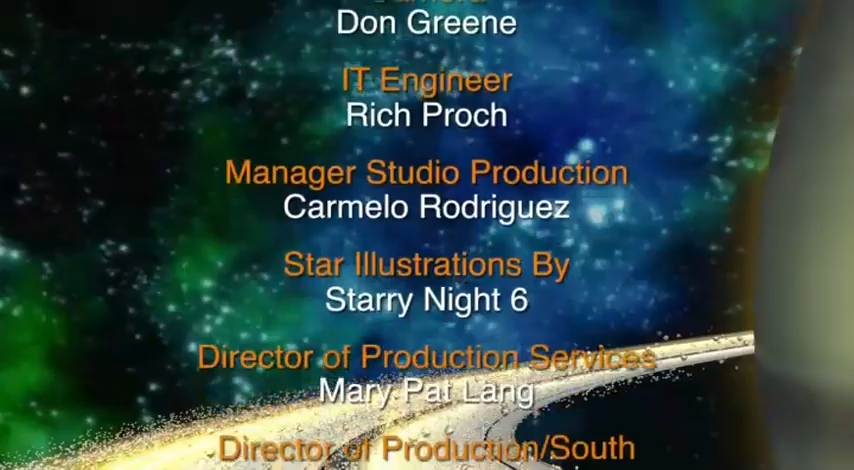 Don Greene
IT Engineer
Rich Proch
Manager Studio Production
Carmelo Rodriguez
Star Illustrations By
Starry Night 6
Director of Production Services
Mary Pat Lang
Director of Production/South